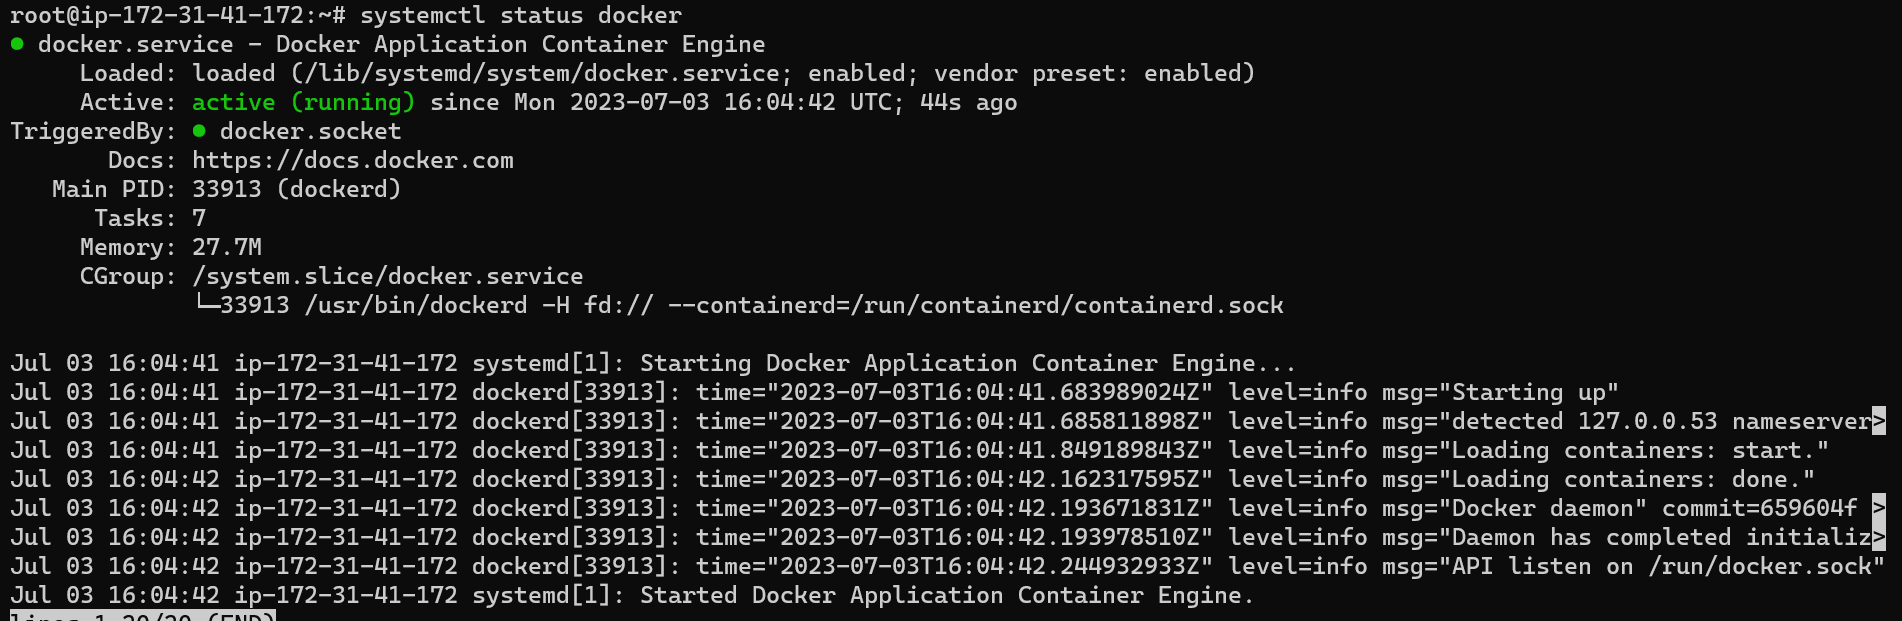 root@ip-172-31-41-172:~# systemctl status docker
● docker.service - Docker Application Container Engine
     Loaded: loaded (/lib/systemd/system/docker.service; enabled; vendor preset: enabled)
     Active: active (running) since Mon 2023-07-03 16:04:42 UTC; 44s ago
TriggeredBy: ● docker.socket
       Docs: https://docs.docker.com
   Main PID: 33913 (dockerd)
      Tasks: 7
     Memory: 27.7M
     CGroup: /system.slice/docker.service
             └─33913 /usr/bin/dockerd -H fd:// --containerd=/run/containerd/containerd.sock

Jul 03 16:04:41 ip-172-31-41-172 systemd[1]: Starting Docker Application Container Engine...
Jul 03 16:04:41 ip-172-31-41-172 dockerd[33913]: time="2023-07-03T16:04:41.683989024Z" level=info msg="Starting up"
Jul 03 16:04:41 ip-172-31-41-172 dockerd[33913]: time="2023-07-03T16:04:41.685811898Z" level=info msg="detected 127.0.0.53 nameserver>
Jul 03 16:04:41 ip-172-31-41-172 dockerd[33913]: time="2023-07-03T16:04:41.849189843Z" level=info msg="Loading containers: start."
Jul 03 16:04:42 ip-172-31-41-172 dockerd[33913]: time="2023-07-03T16:04:42.162317595Z" level=info msg="Loading containers: done."
Jul 03 16:04:42 ip-172-31-41-172 dockerd[33913]: time="2023-07-03T16:04:42.193671831Z" level=info msg="Docker daemon" commit=659604f >
Jul 03 16:04:42 ip-172-31-41-172 dockerd[33913]: time="2023-07-03T16:04:42.193978510Z" level=info msg="Daemon has completed initializ>
Jul 03 16:04:42 ip-172-31-41-172 dockerd[33913]: time="2023-07-03T16:04:42.244932933Z" level=info msg="API listen on /run/docker.sock"
Jul 03 16:04:42 ip-172-31-41-172 systemd[1]: Started Docker Application Container Engine.
lines 1-20/20 (END)